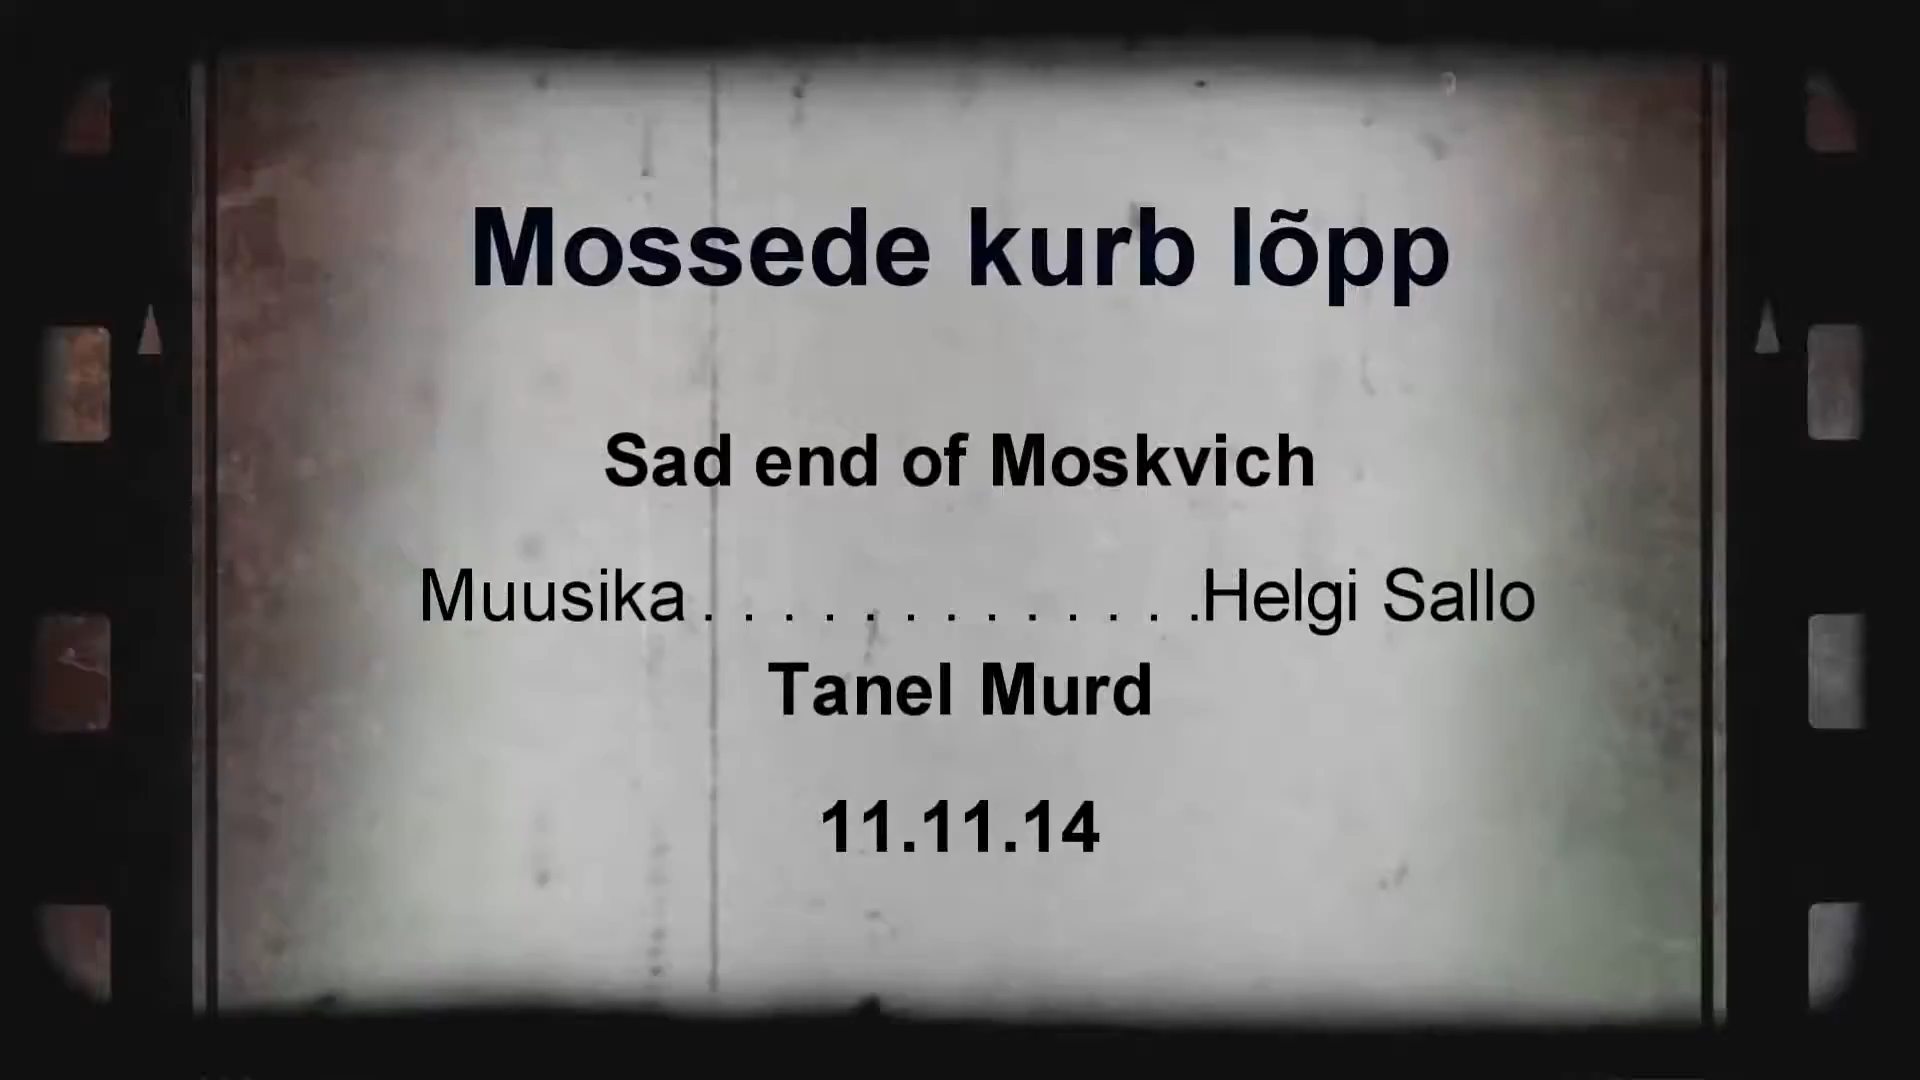 Mossede kurb lõpp
Sad end of Moskvich
Muusika . . . . . . . . . . . . .Helgi Sallo
Tanel Murd
11.11.14